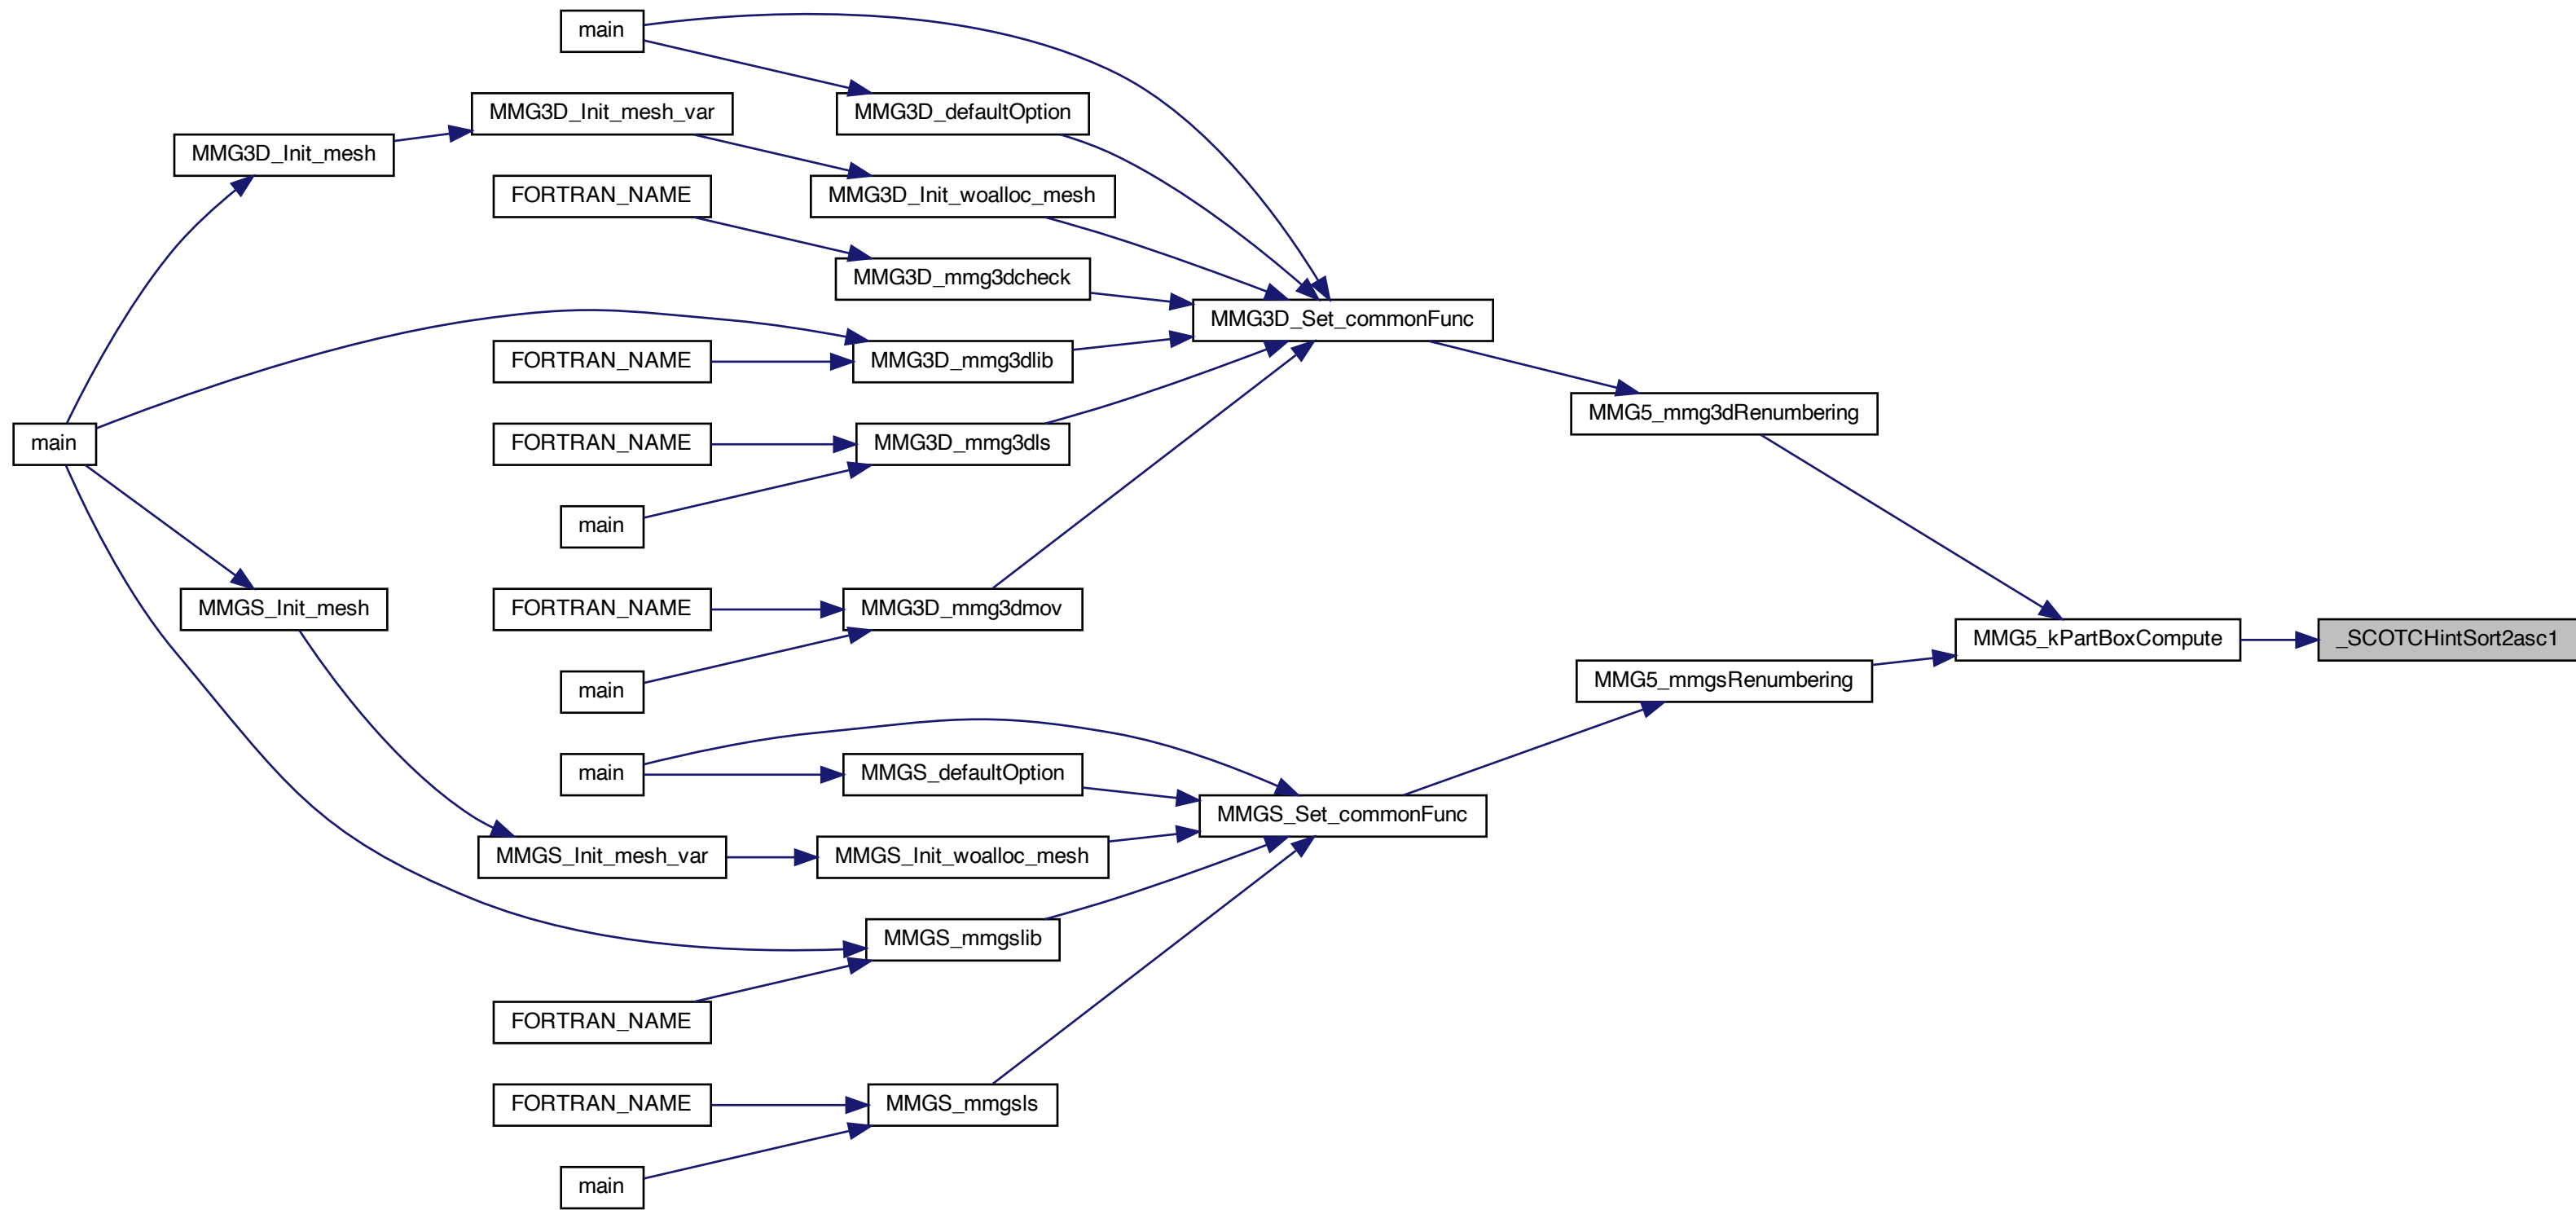 main
MMG3D_Init_mesh_var
MMG3D_defaultOption
MMG3D_Init_mesh
FORTRAN_NAME
MMG3D_Init_woalloc_mesh
MMG3D_mmg3dcheck
MMG3D_Set_commonFunc
FORTRAN_NAME
MMG3D_mmg3dlib
MMG5_mmg3dRenumbering
main
FORTRAN_NAME
MMG3D_mmg3dls
main
MMGS_Init_mesh
FORTRAN_NAME
MMG3D_mmg3dmov
MMG5_kPartBoxCompute
_SCOTCHintSort2asc1
MMG5_mmgsRenumbering
main
main
MMGS_defaultOption
MMGS_Set_commonFunc
MMGS_Init_mesh_var
MMGS_Init_woalloc_mesh
MMGS_mmgslib
FORTRAN_NAME
FORTRAN_NAME
MMGS_mmgsls
main